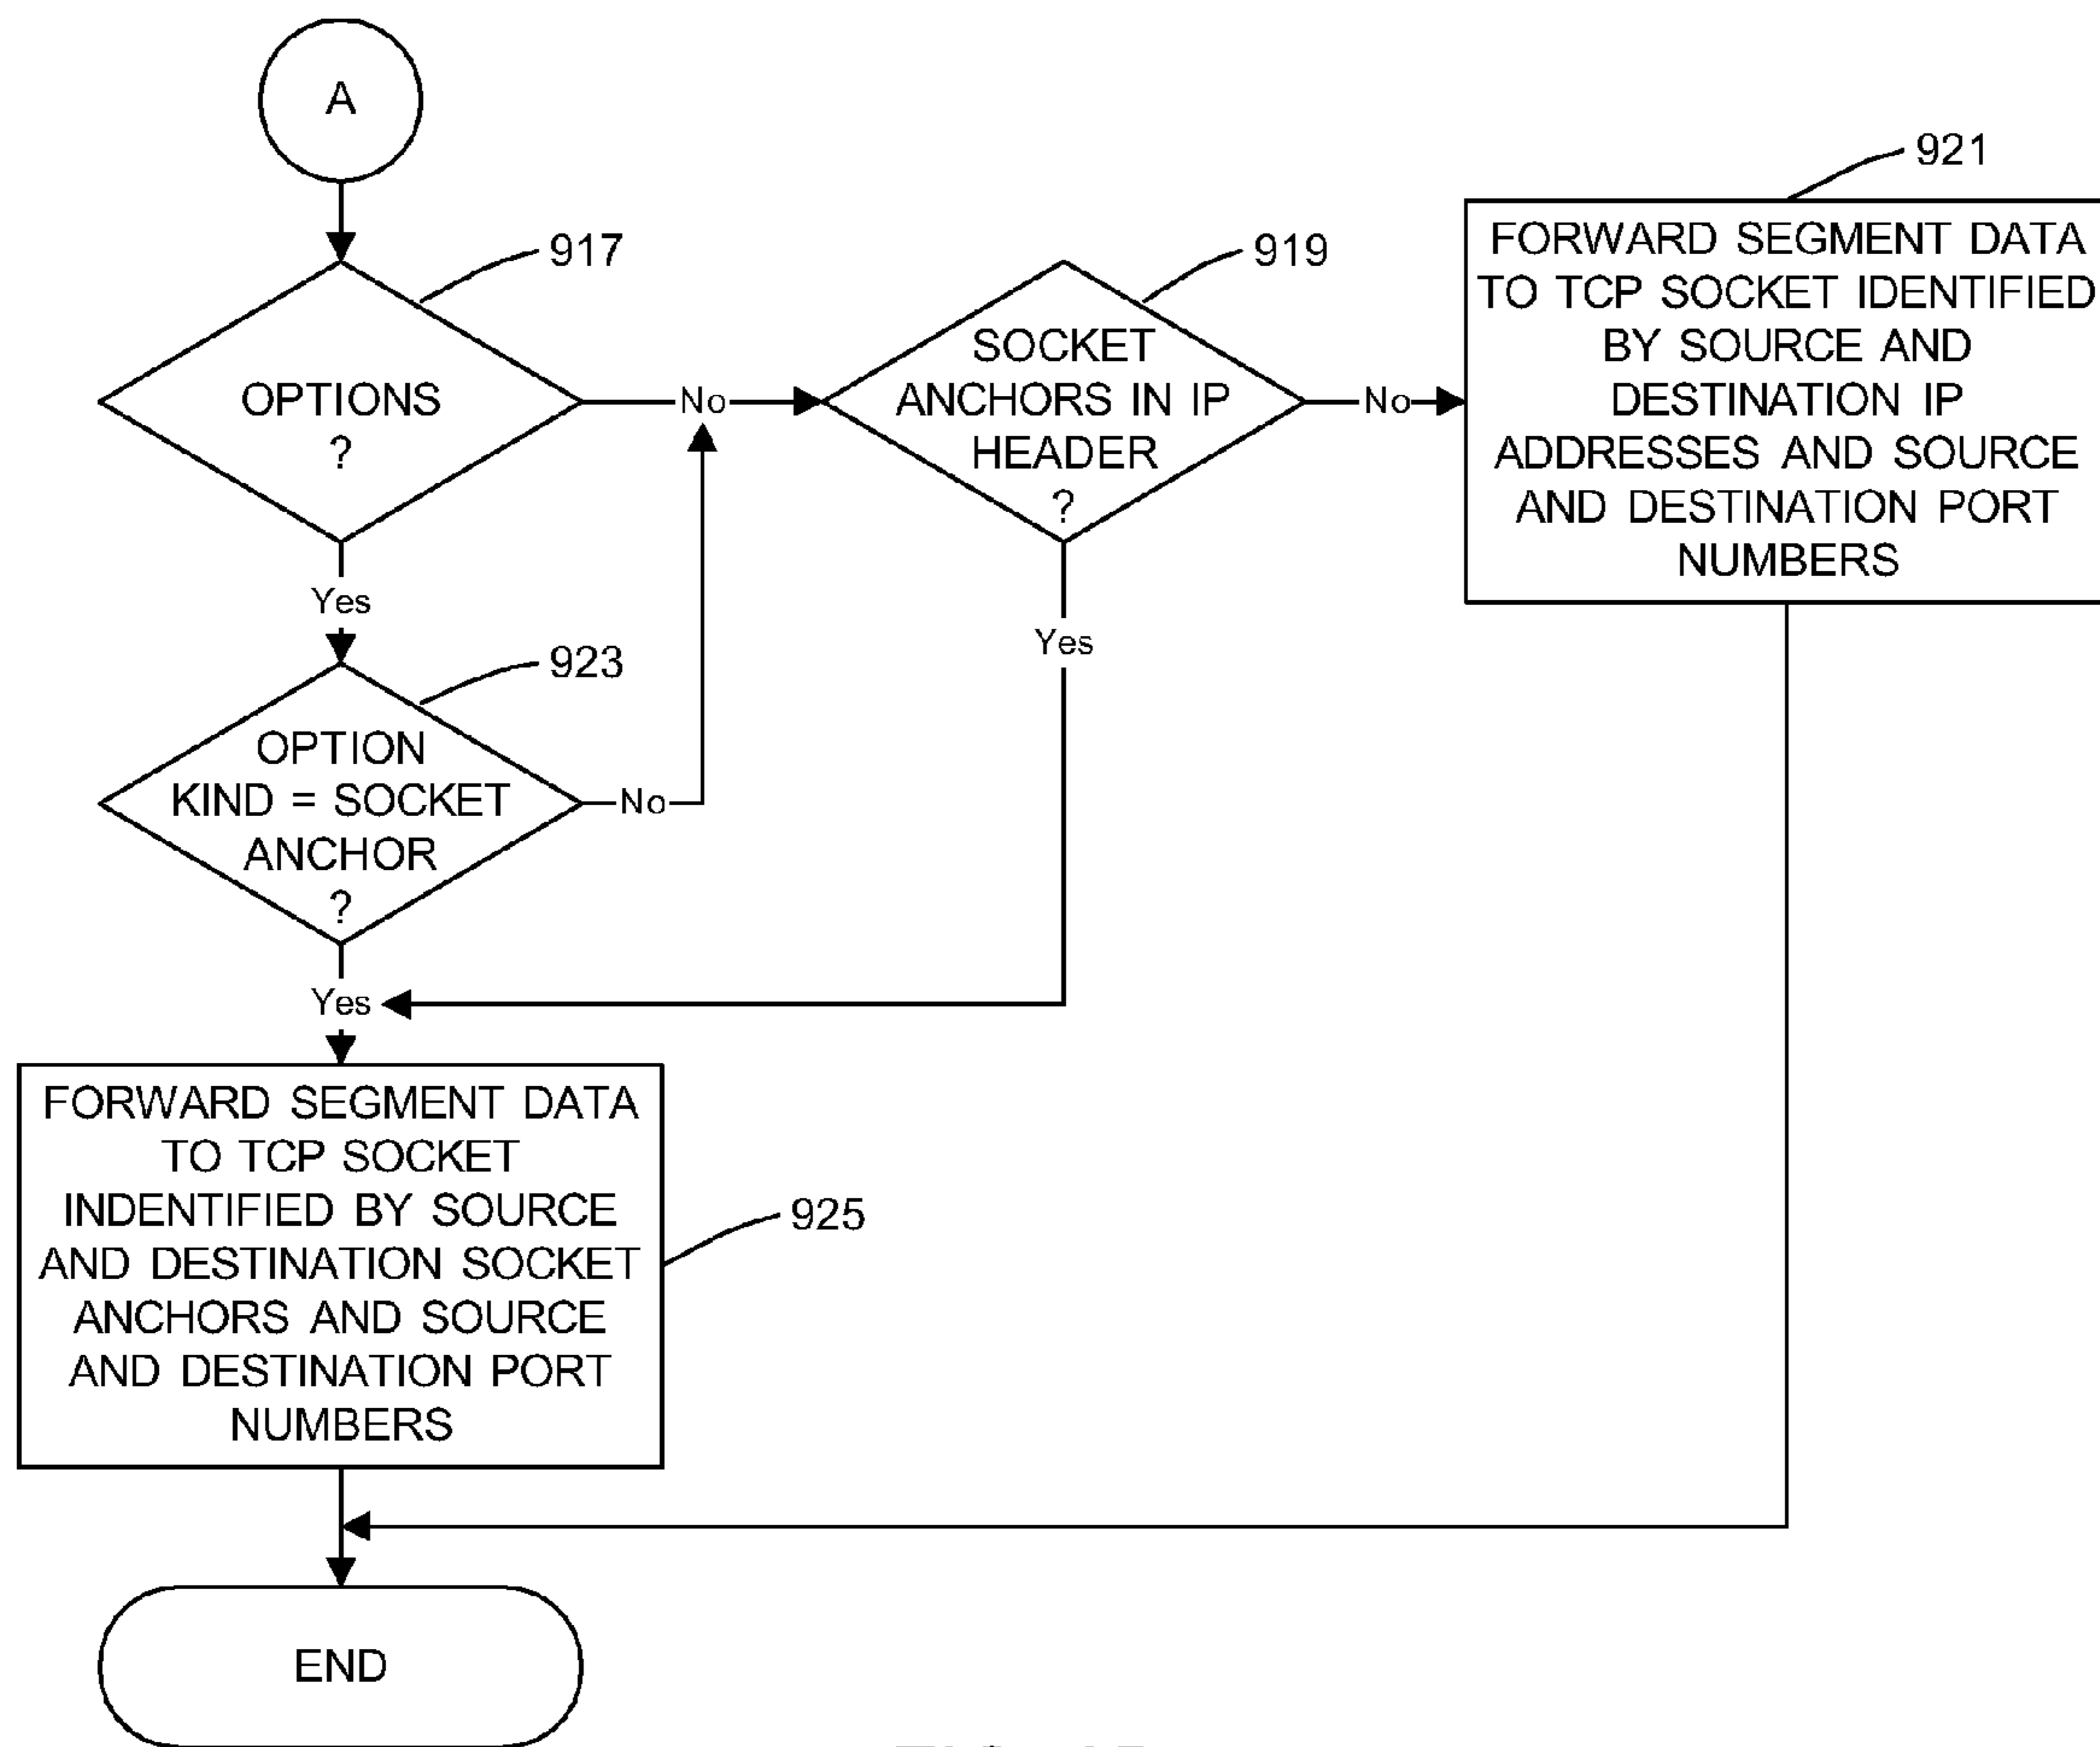 A
917
OPTIONS
?
No
919
SOCKET
ANCHORS IN IP
HEADER
?
No
921
FORWARD SEGMENT DATA
TO TCP SOCKET IDENTIFIED
BY SOURCE AND
DESTINATION IP
ADDRESSES AND SOURCE
AND DESTINATION PORT
NUMBERS
Yes
Yes
923
OPTION
KIND = SOCKET
ANCHOR
?
No
Yes
FORWARD SEGMENT DATA
TO TCP SOCKET
INDENTIFIED BY SOURCE
AND DESTINATION SOCKET
ANCHORS AND SOURCE
AND DESTINATION PORT
NUMBERS
925
END